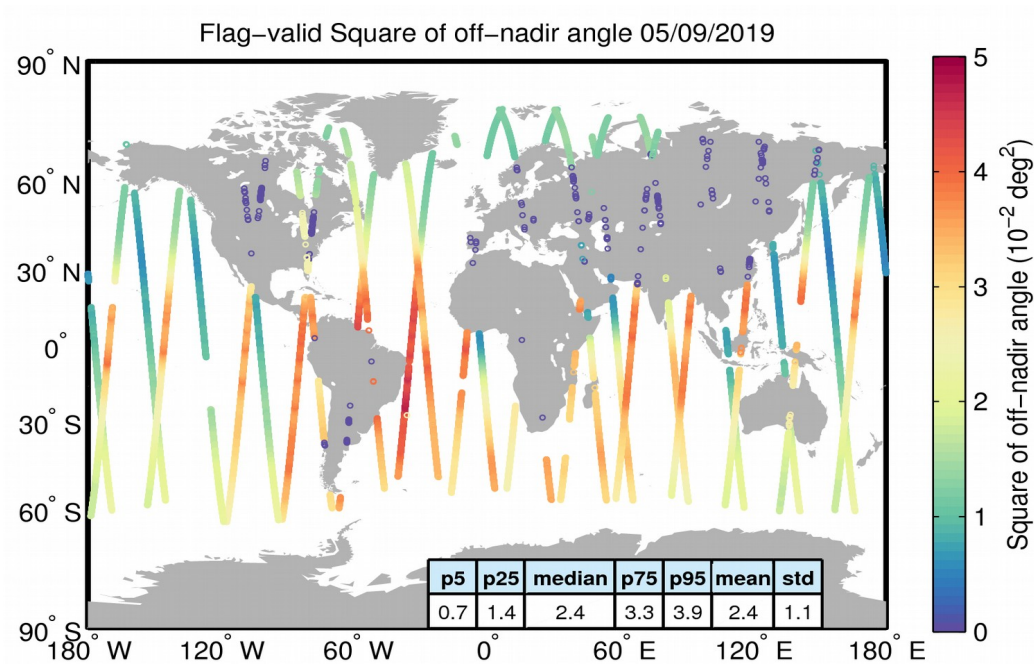 Flag−valid Square of off−nadir angle 05/09/2019
90° N
60° N
30° N
0°
30° S
60° S
90° S
180° W
120° W
60° W
0°
60° E
120° E
180° E
5
4
3
2
1
0
Square of off−nadir angle (10⁻² deg²)
p5 p25 median p75 p95 mean std
0.7 1.4 2.4 3.3 3.9 2.4 1.1